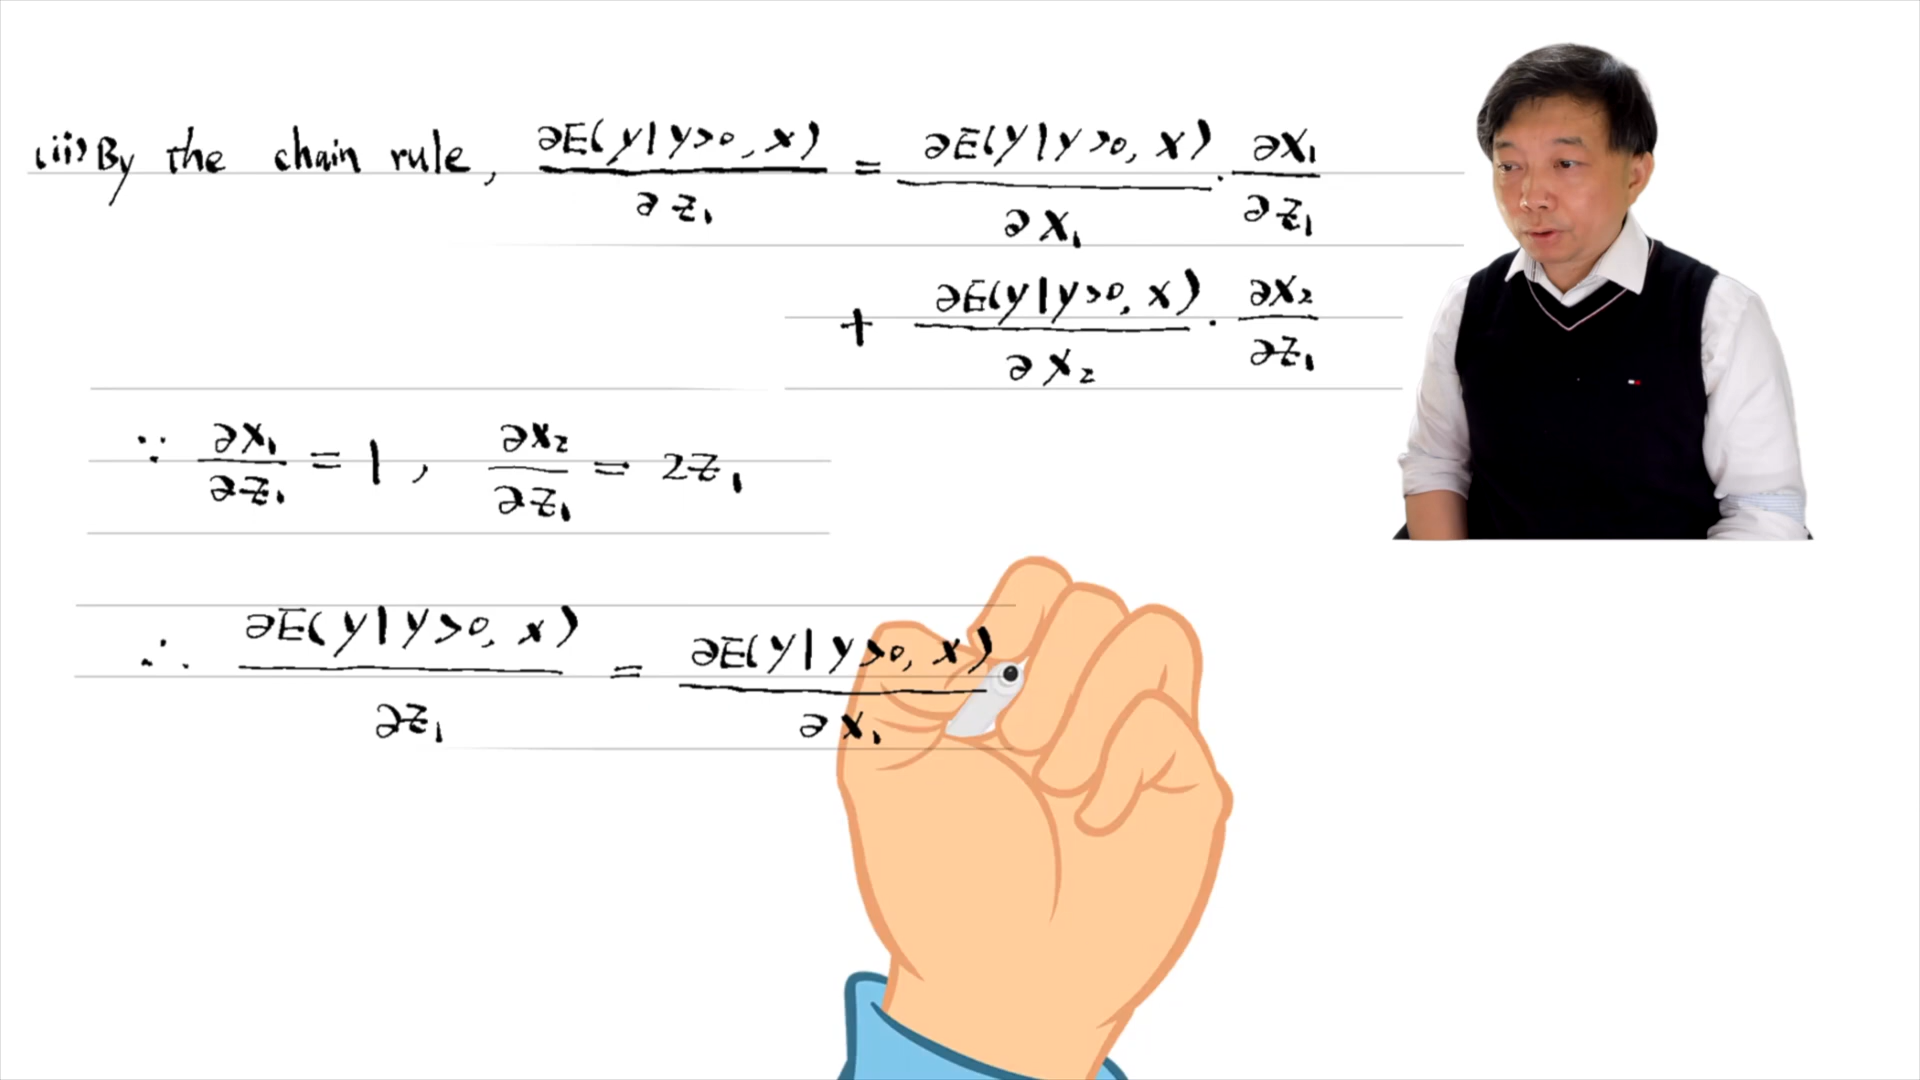 (ii) By the chain rule, ∂E(y|y>0, x)/∂z₁ = ∂E(y|y>0, x)/∂x₁ · ∂x₁/∂z₁
+ ∂E(y|y>0, x)/∂x₂ · ∂x₂/∂z₁
∵ ∂x₁/∂z₁ = 1, ∂x₂/∂z₁ = 2z₁
∴ ∂E(y|y>0, x)/∂z₁ = ∂E(y|y>0, x)/∂x₁